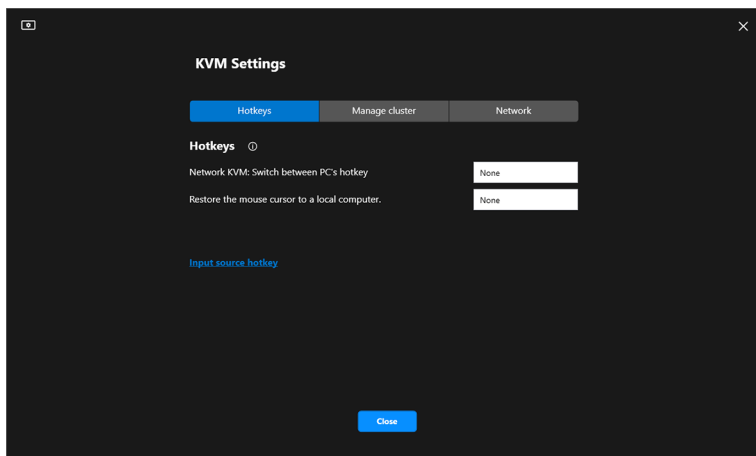 KVM Settings
Hotkeys
Manage cluster
Network
Hotkeys
Network KVM: Switch between PC's hotkey
None
Restore the mouse cursor to a local computer.
None
Input source hotkey
Close